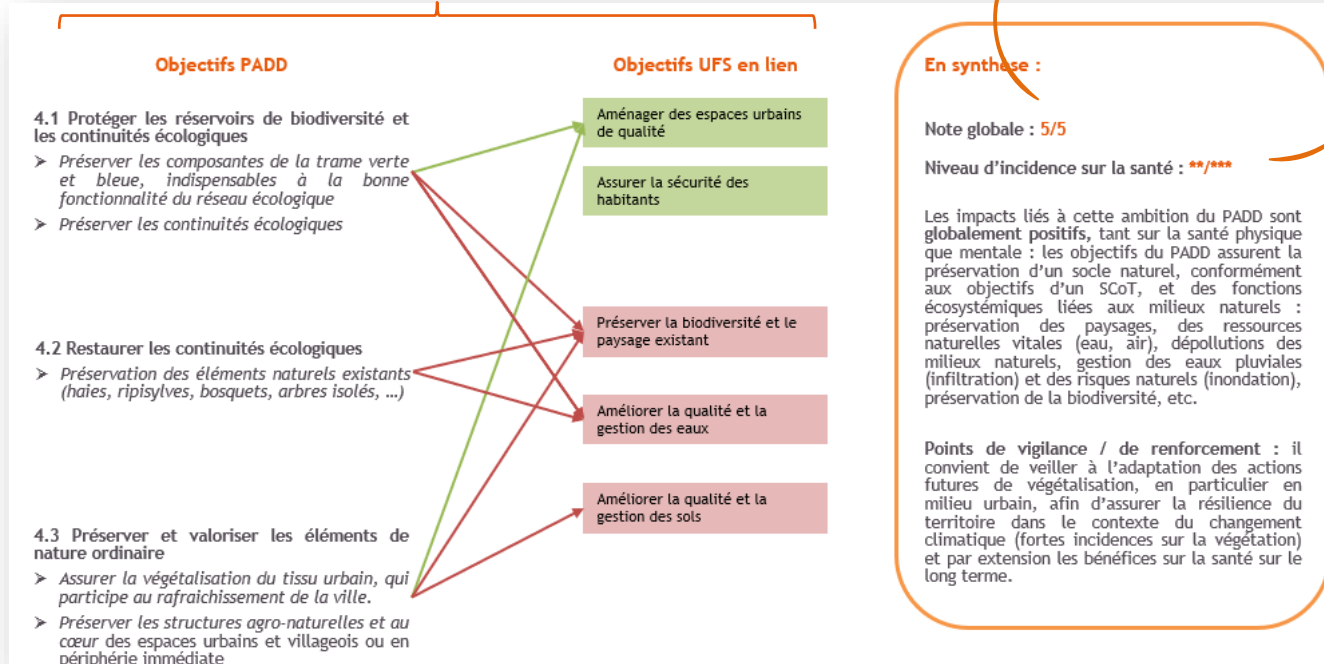 Objectifs PADD
4.1 Protéger les réservoirs de biodiversité et
les continuités écologiques
➢ Préserver les composantes de la trame verte
et bleue, indispensables à la bonne
fonctionnalité du réseau écologique
➢ Préserver les continuités écologiques
4.2 Restaurer les continuités écologiques
➢ Préservation des éléments naturels existants
(haies, ripisylves, bosquets, arbres isolés, …)
4.3 Préserver et valoriser les éléments de
nature ordinaire
➢ Assurer la végétalisation du tissu urbain, qui
participe au rafraichissement de la ville.
➢ Préserver les structures agro-naturelles et au
cœur des espaces urbains et villageois ou en
périphérie immédiate
Objectifs UFS en lien
Aménager des espaces urbains
de qualité
Assurer la sécurité des
habitants
Préserver la biodiversité et le
paysage existant
Améliorer la qualité et la
gestion des eaux
Améliorer la qualité et la
gestion des sols
En synthèse :
Note globale : 5/5
Niveau d'incidence sur la santé : **/***
Les impacts liés à cette ambition du PADD sont
globalement positifs, tant sur la santé physique
que mentale : les objectifs du PADD assurent la
préservation d'un socle naturel, conformément
aux objectifs d'un SCoT, et des fonctions
écosystémiques liées aux milieux naturels :
préservation des paysages, des ressources
naturelles vitales (eau, air), dépollutions des
milieux naturels, gestion des eaux pluviales
(infiltration) et des risques naturels (inondation),
préservation de la biodiversité, etc.
Points de vigilance / de renforcement : il
convient de veiller à l'adaptation des actions
futures de végétalisation, en particulier en
milieu urbain, afin d'assurer la résilience du
territoire dans le contexte du changement
climatique (fortes incidences sur la végétation)
et par extension les bénéfices sur la santé sur le
long terme.